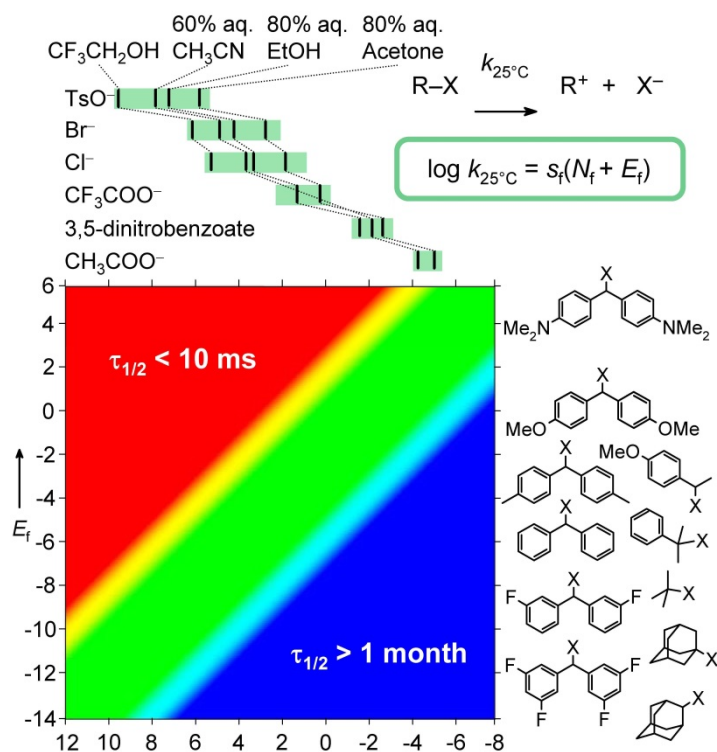 60% aq. 80% aq. 80% aq.
CF₃CH₂OH CH₃CN EtOH Acetone
TsO⁻
Br⁻
Cl⁻
CF₃COO⁻
3,5-dinitrobenzoate
CH₃COO⁻
k25°C
R–X R⁺ + X⁻
log k25°C = sf(Nf + Ef)
6
4
2
0
-2
-4
-6
-8
-10
-12
-14
Ef
τ1/2 < 10 ms
τ1/2 > 1 month
12 10 8 6 4 2 0 -2 -4 -6 -8
X
Me₂N NMe₂
X
MeO OMe
X
MeO
X
X
X
X
F F
X
X
F F
F F
X
X